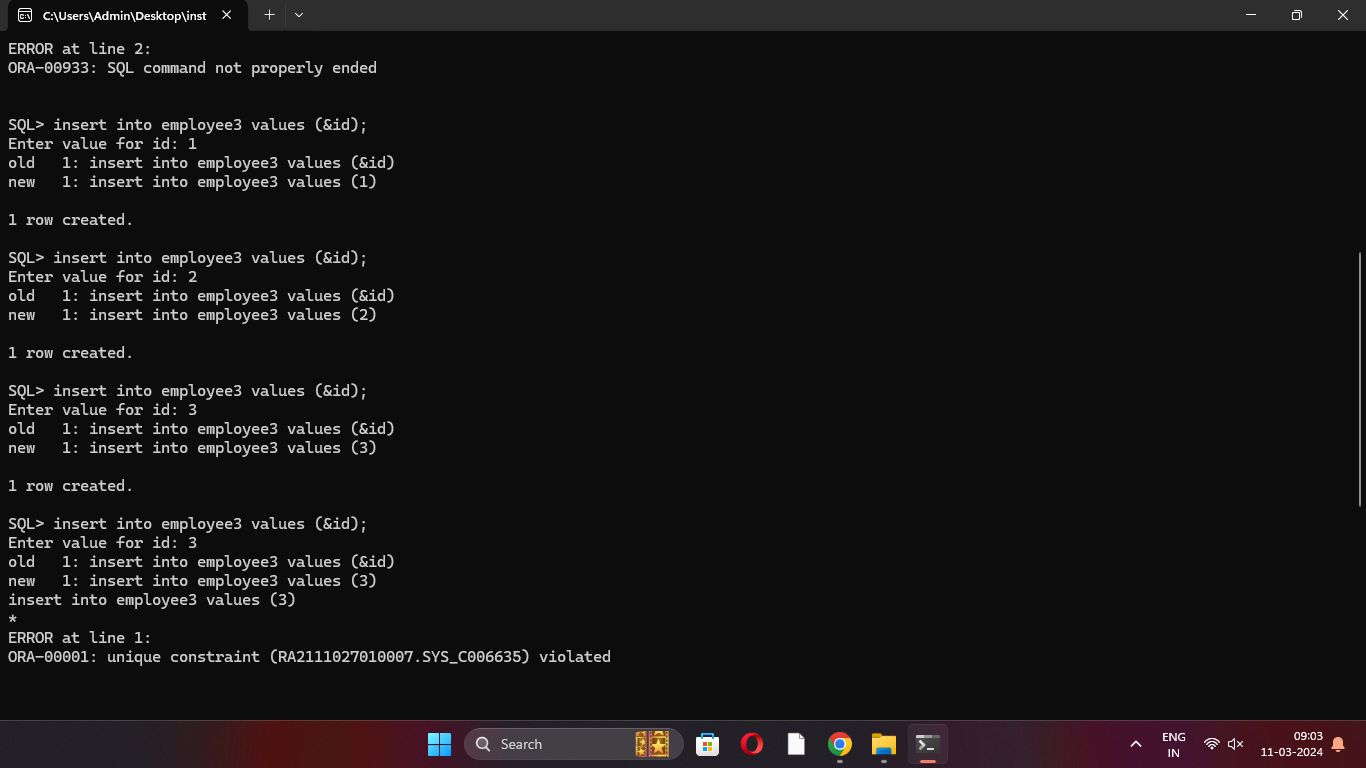 C:\Users\Admin\Desktop\inst
ERROR at line 2:
ORA-00933: SQL command not properly ended
SQL> insert into employee3 values (&id);
Enter value for id: 1
old   1: insert into employee3 values (&id)
new   1: insert into employee3 values (1)
1 row created.
SQL> insert into employee3 values (&id);
Enter value for id: 2
old   1: insert into employee3 values (&id)
new   1: insert into employee3 values (2)
1 row created.
SQL> insert into employee3 values (&id);
Enter value for id: 3
old   1: insert into employee3 values (&id)
new   1: insert into employee3 values (3)
1 row created.
SQL> insert into employee3 values (&id);
Enter value for id: 3
old   1: insert into employee3 values (&id)
new   1: insert into employee3 values (3)
insert into employee3 values (3)
*
ERROR at line 1:
ORA-00001: unique constraint (RA2111027010007.SYS_C006635) violated
Search
ENG
IN
09:03
11-03-2024